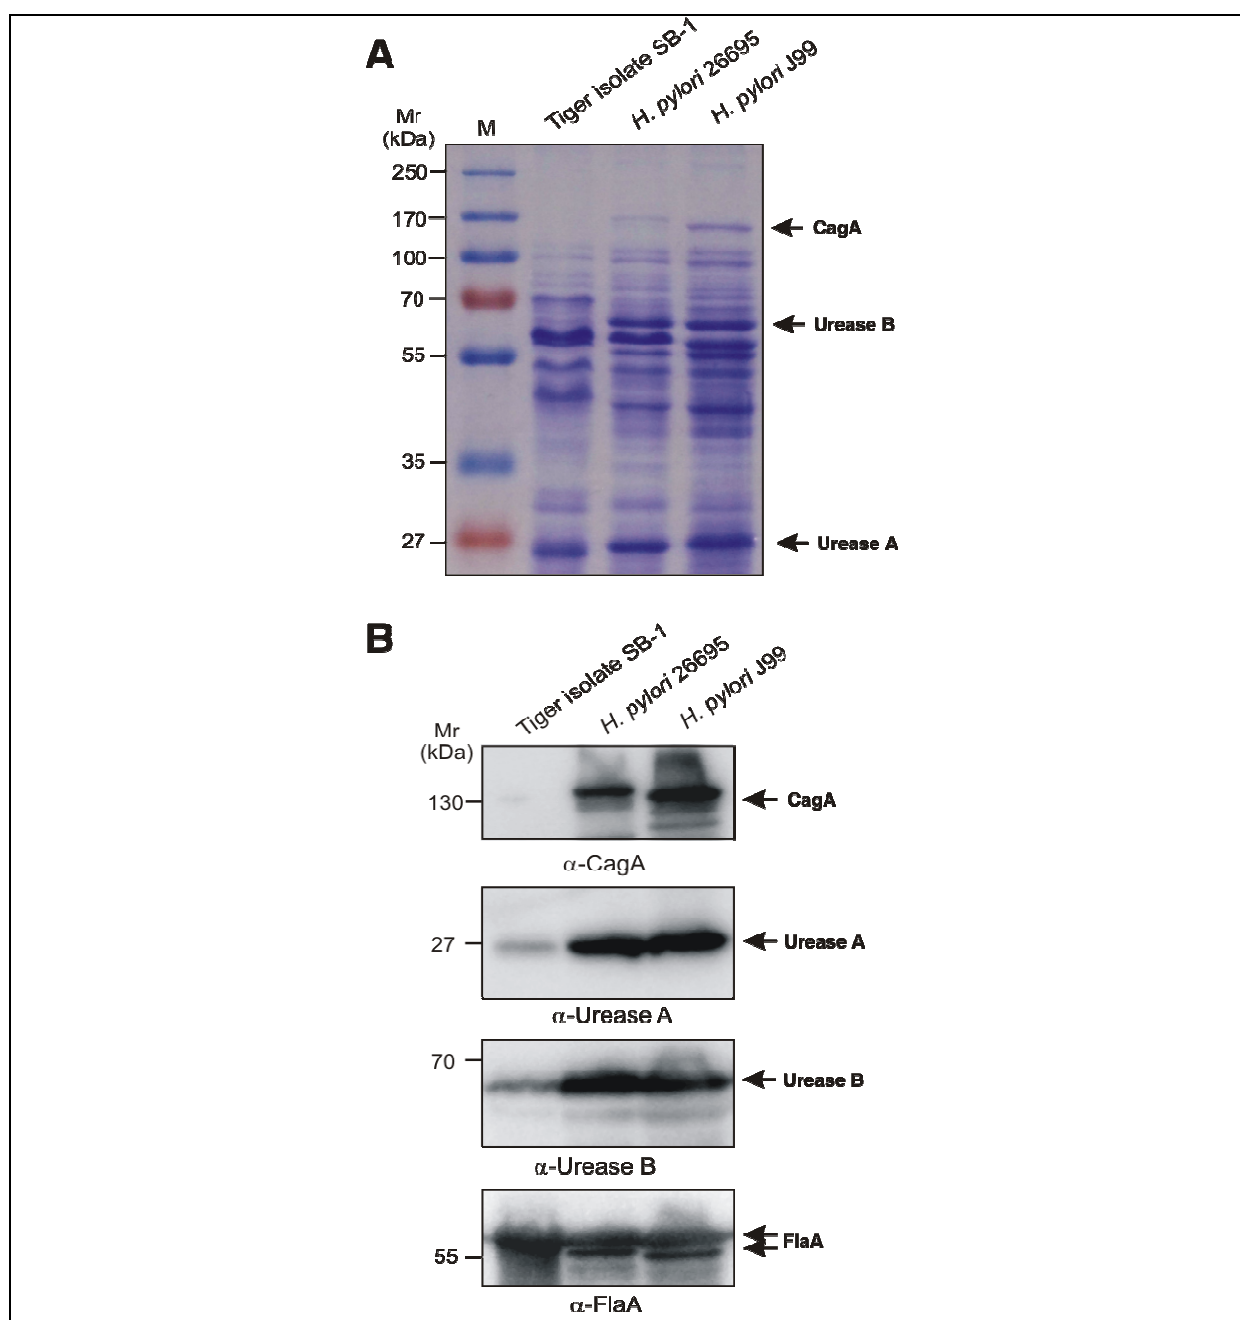 A
Tiger isolate SB-1
H. pylori 26695
H. pylori J99
Mr
(kDa)
M
250
170
CagA
100
70
Urease B
55
35
27
Urease A
B
Tiger isolate SB-1
H. pylori 26695
H. pylori J99
Mr
(kDa)
130
CagA
α-CagA
27
Urease A
α-Urease A
70
Urease B
α-Urease B
FlaA
55
α-FlaA